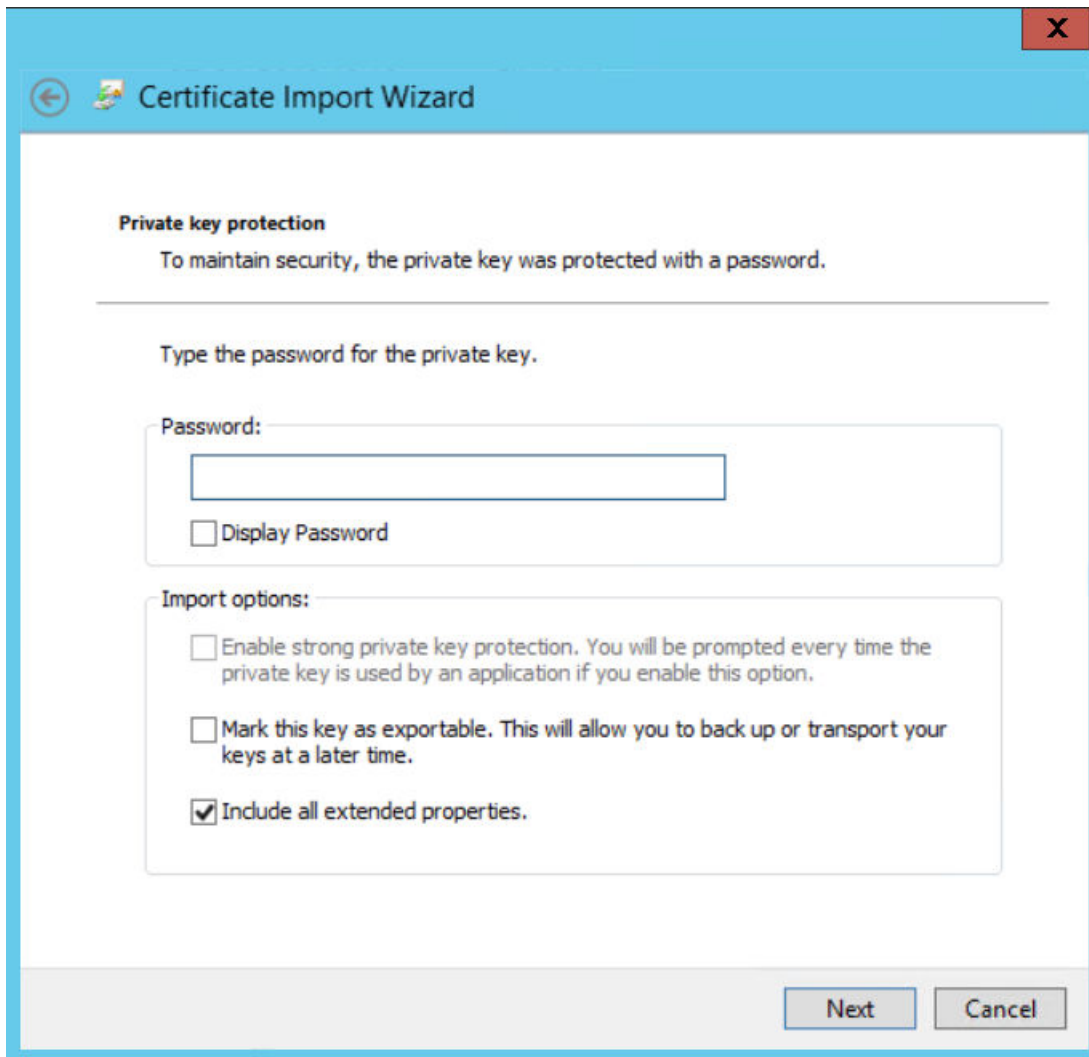 X
Certificate Import Wizard
Private key protection
To maintain security, the private key was protected with a password.
Type the password for the private key.
Password:
Display Password
Import options:
Enable strong private key protection. You will be prompted every time the
private key is used by an application if you enable this option.
Mark this key as exportable. This will allow you to back up or transport your
keys at a later time.
Include all extended properties.
Next Cancel